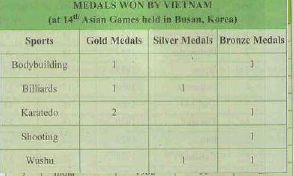 MEDALS WON BY VIETNAM
(at 14th Asian Games held in Busan, Korea)
Sports Gold Medals Silver Medals Bronze Medals
Bodybuilding 1 1
Billiards 1 1
Karatedo 2 1
Shooting 1
Wushu 1 1